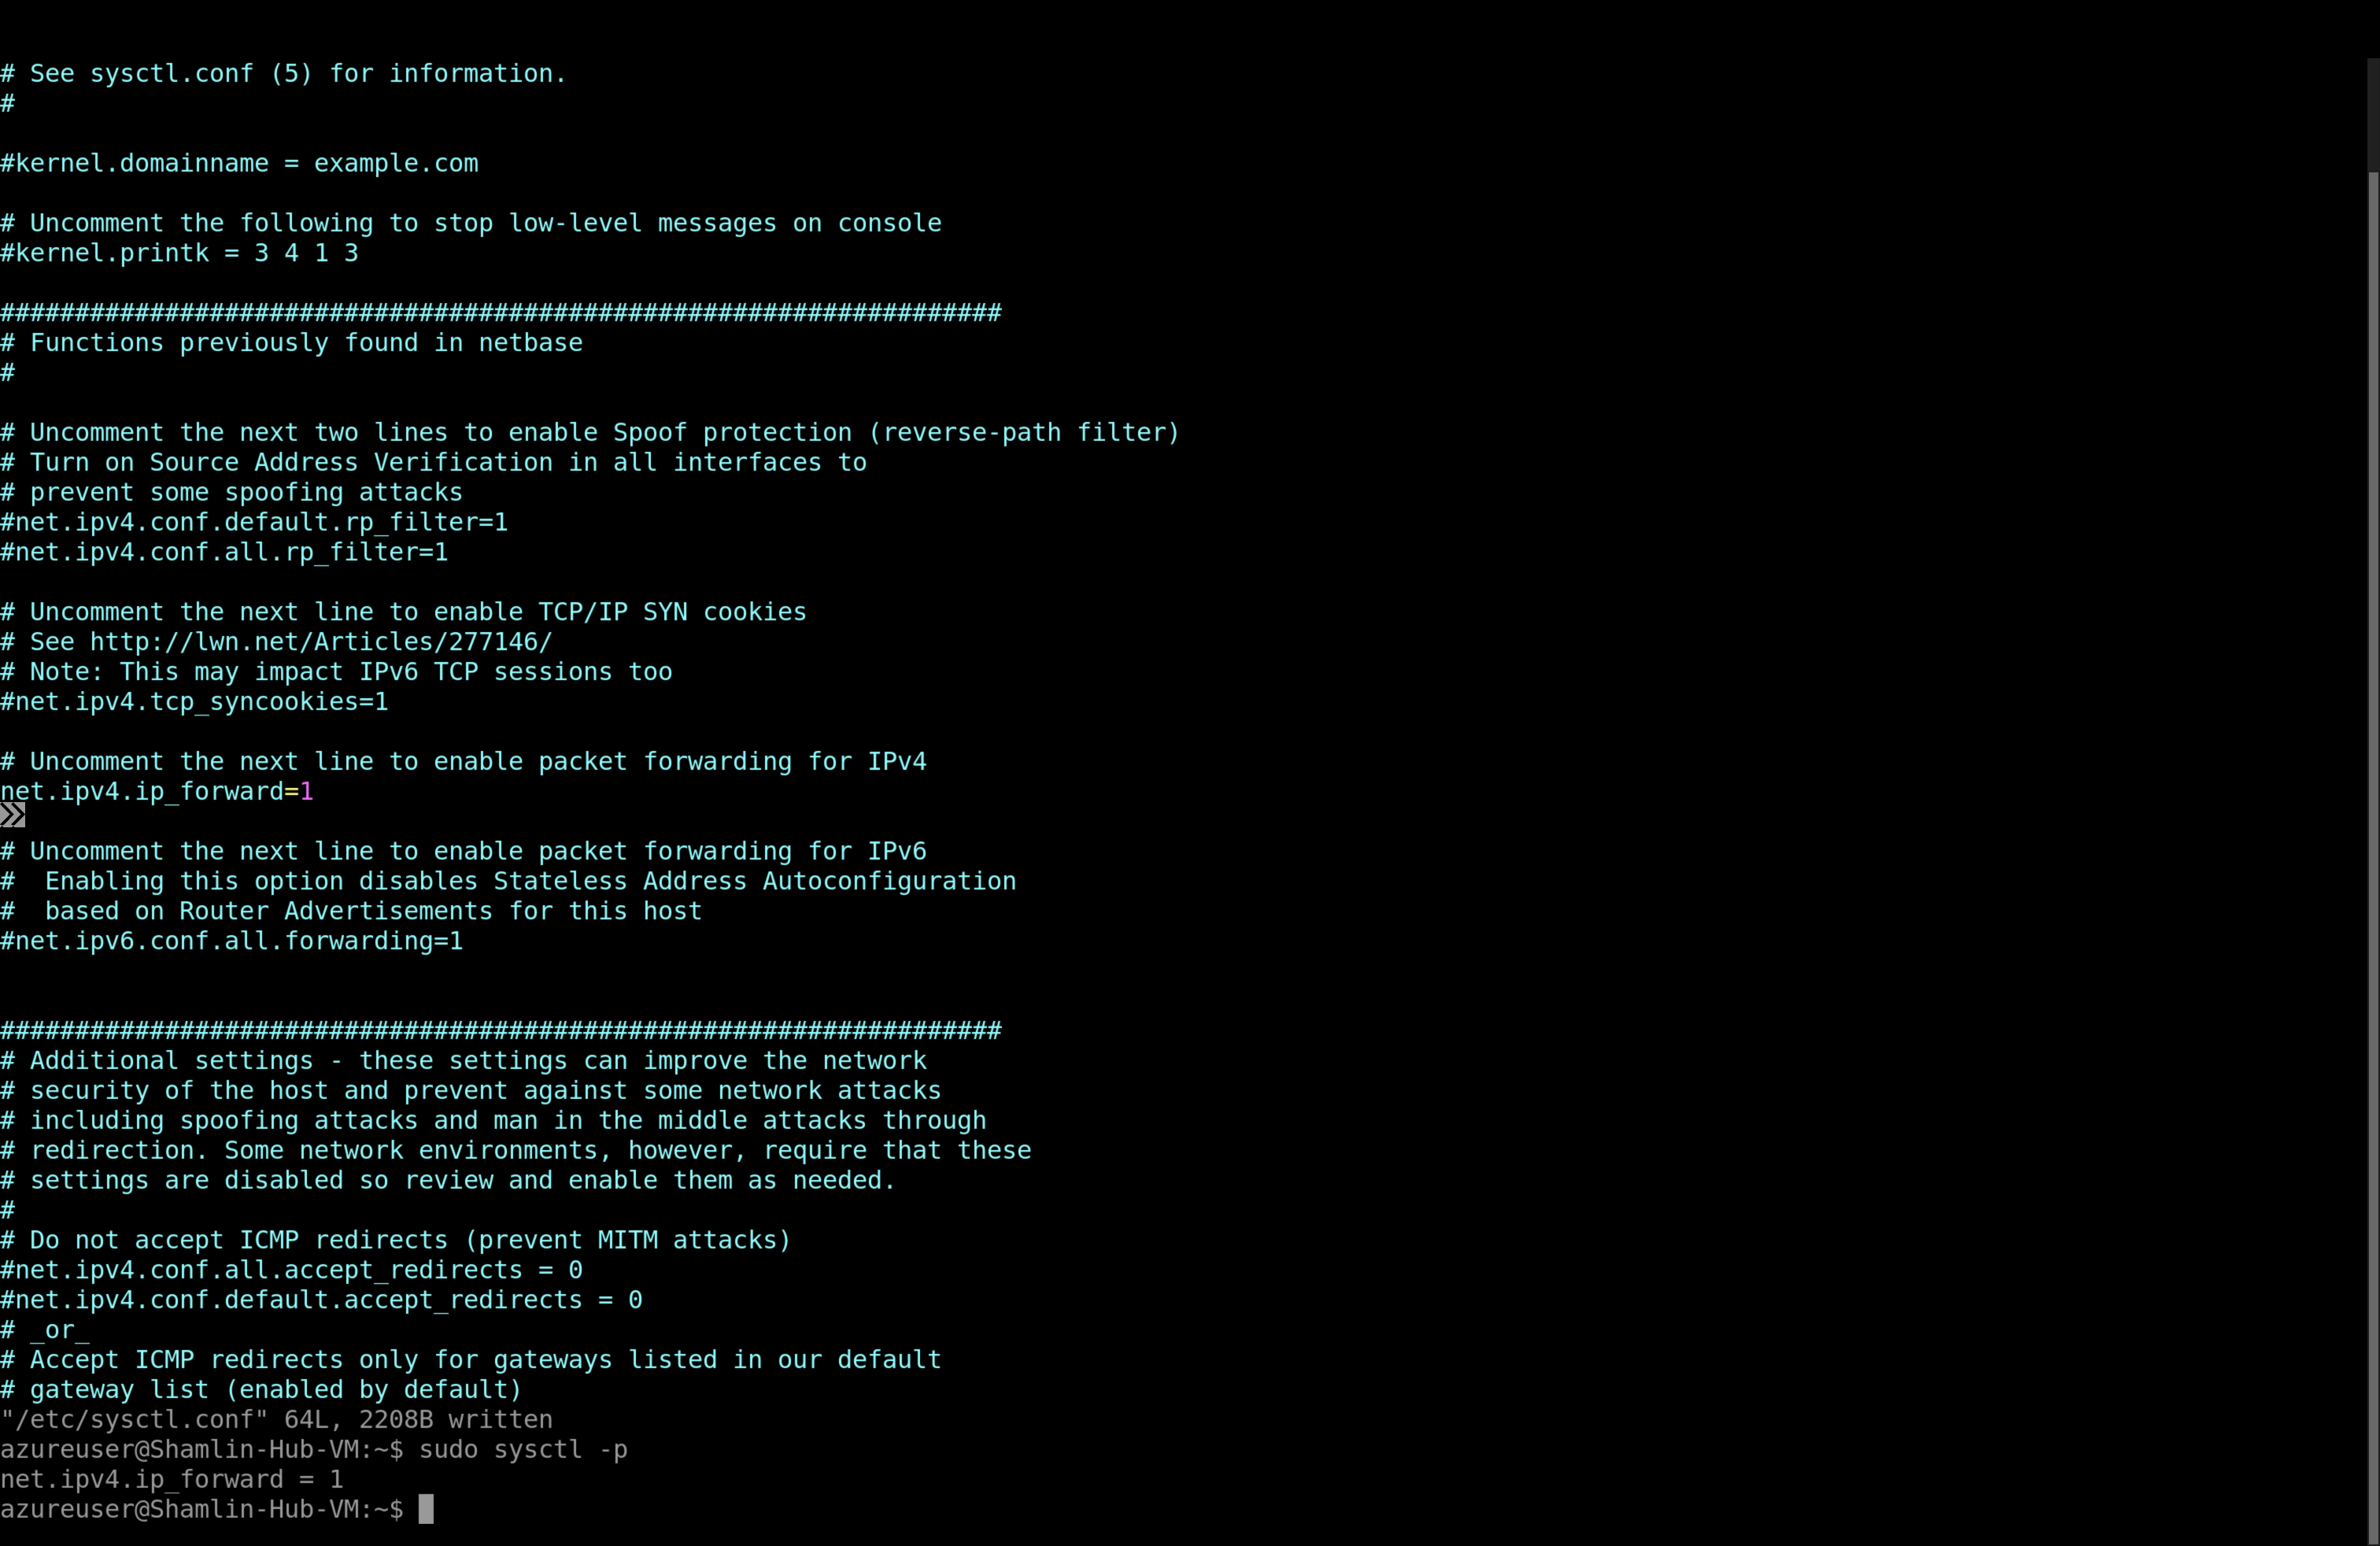 # See sysctl.conf (5) for information.
#
#kernel.domainname = example.com
# Uncomment the following to stop low-level messages on console
#kernel.printk = 3 4 1 3
###################################################################
# Functions previously found in netbase
#
# Uncomment the next two lines to enable Spoof protection (reverse-path filter)
# Turn on Source Address Verification in all interfaces to
# prevent some spoofing attacks
#net.ipv4.conf.default.rp_filter=1
#net.ipv4.conf.all.rp_filter=1
# Uncomment the next line to enable TCP/IP SYN cookies
# See http://lwn.net/Articles/277146/
# Note: This may impact IPv6 TCP sessions too
#net.ipv4.tcp_syncookies=1
# Uncomment the next line to enable packet forwarding for IPv4
net.ipv4.ip_forward=1
# Uncomment the next line to enable packet forwarding for IPv6
#  Enabling this option disables Stateless Address Autoconfiguration
#  based on Router Advertisements for this host
#net.ipv6.conf.all.forwarding=1
###################################################################
# Additional settings - these settings can improve the network
# security of the host and prevent against some network attacks
# including spoofing attacks and man in the middle attacks through
# redirection. Some network environments, however, require that these
# settings are disabled so review and enable them as needed.
#
# Do not accept ICMP redirects (prevent MITM attacks)
#net.ipv4.conf.all.accept_redirects = 0
#net.ipv4.conf.default.accept_redirects = 0
# _or_
# Accept ICMP redirects only for gateways listed in our default
# gateway list (enabled by default)
"/etc/sysctl.conf" 64L, 2208B written
azureuser@Shamlin-Hub-VM:~$ sudo sysctl -p
net.ipv4.ip_forward = 1
azureuser@Shamlin-Hub-VM:~$